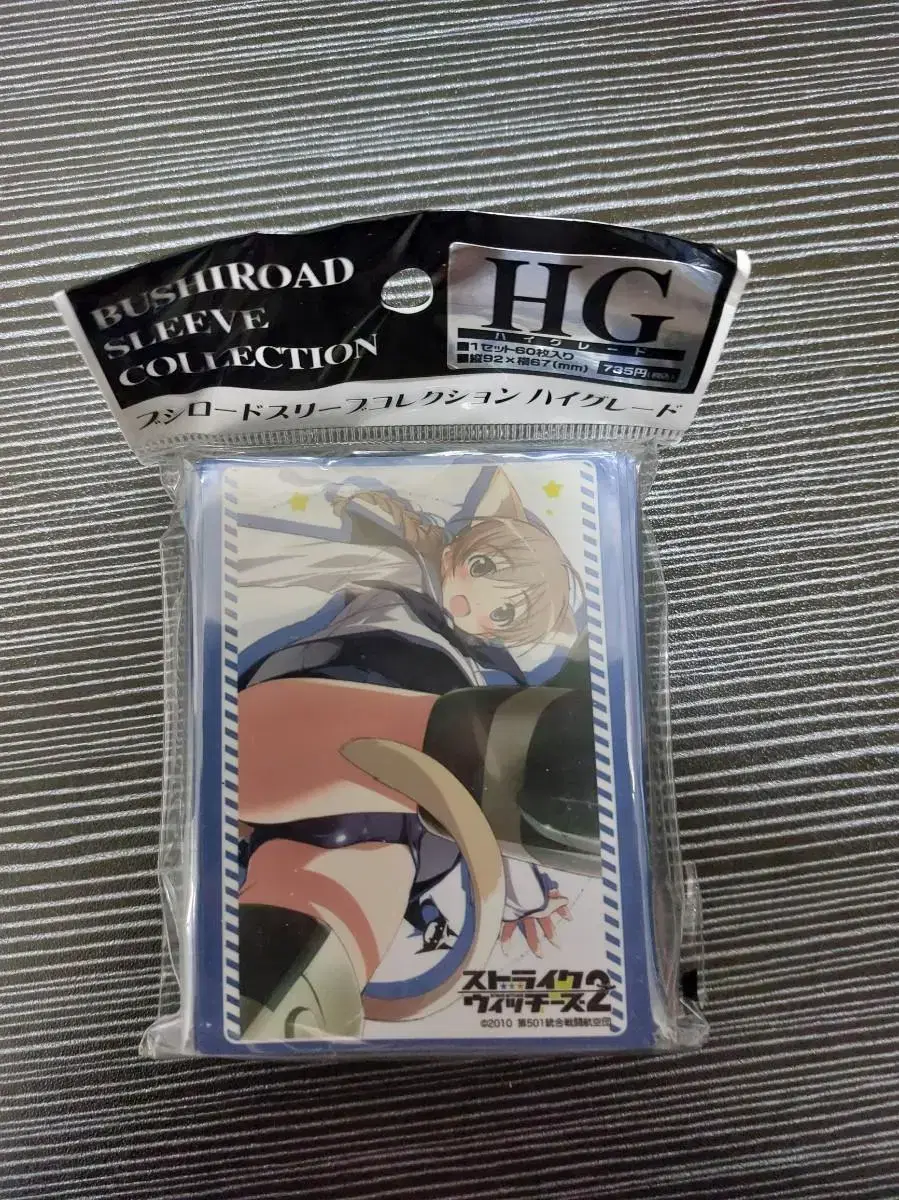 BUSHIROAD
SLEEVE
COLLECTION
HG
ハイグレード
■1セット60枚入り
■縦92×横67(mm)
735円(税込)
ブシロードスリーブコレクション ハイグレード
ストライク
ウィッチーズ2
©2010 第501統合戦闘航空団